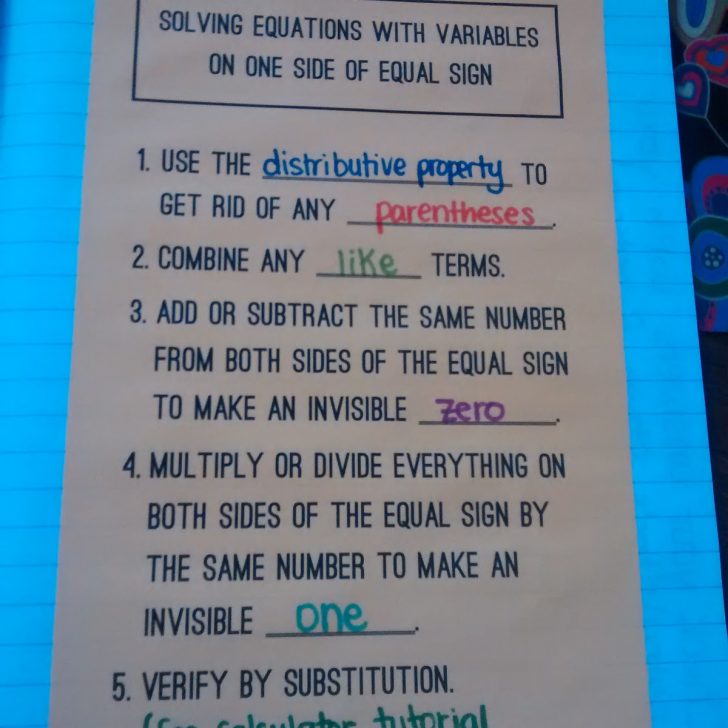 SOLVING EQUATIONS WITH VARIABLES
ON ONE SIDE OF EQUAL SIGN
1. USE THE distributive property TO
GET RID OF ANY parentheses.
2. COMBINE ANY like TERMS.
3. ADD OR SUBTRACT THE SAME NUMBER
FROM BOTH SIDES OF THE EQUAL SIGN
TO MAKE AN INVISIBLE zero.
4. MULTIPLY OR DIVIDE EVERYTHING ON
BOTH SIDES OF THE EQUAL SIGN BY
THE SAME NUMBER TO MAKE AN
INVISIBLE one.
5. VERIFY BY SUBSTITUTION.
calculator tutorial